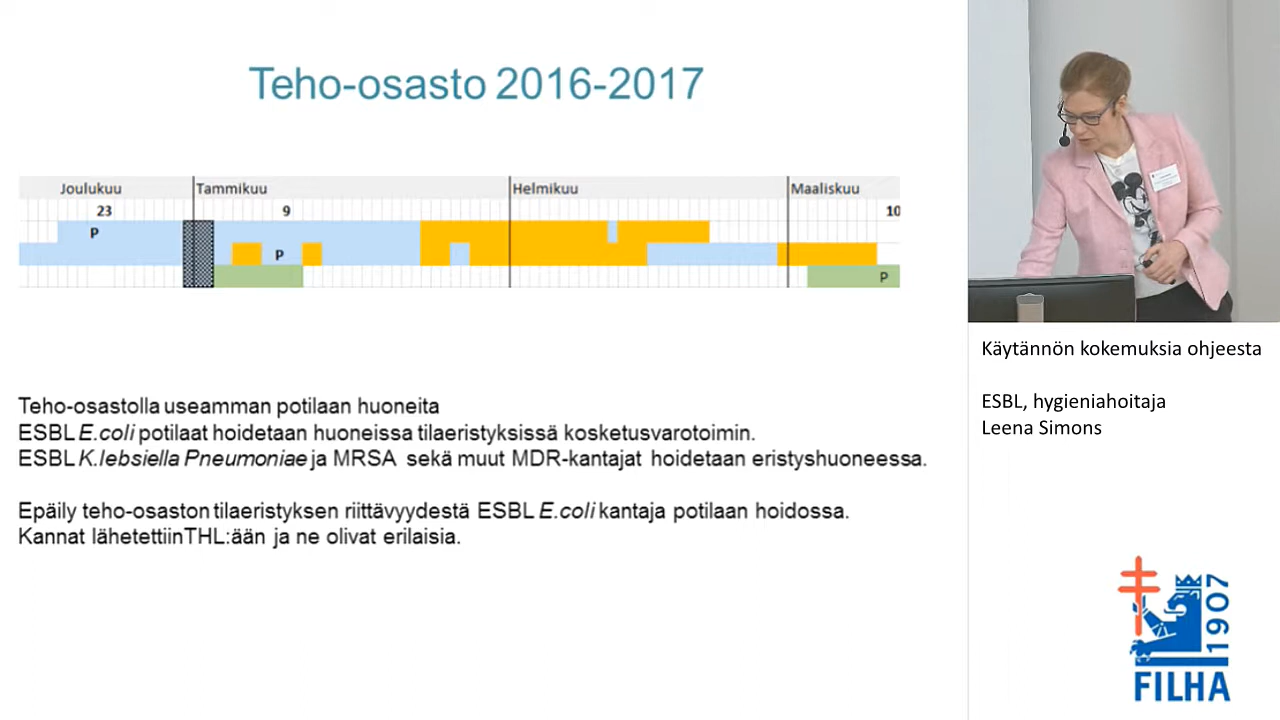 Teho-osasto 2016-2017
Joulukuu Tammikuu Helmikuu Maaliskuu
23 9 10
P
P
P
Teho-osastolla useamman potilaan huoneita
ESBL E.coli potilaat hoidetaan huoneissa tilaeristyksissä kosketusvarotoimin.
ESBL K.lebsiella Pneumoniae ja MRSA sekä muut MDR-kantajat hoidetaan eristyshuoneessa.
Epäily teho-osaston tilaeristyksen riittävyydestä ESBL E.coli kantaja potilaan hoidossa.
Kannat lähetettiinTHL:ään ja ne olivat erilaisia.
Käytännön kokemuksia ohjeesta
ESBL, hygieniahoitaja
Leena Simons
1907
FILHA